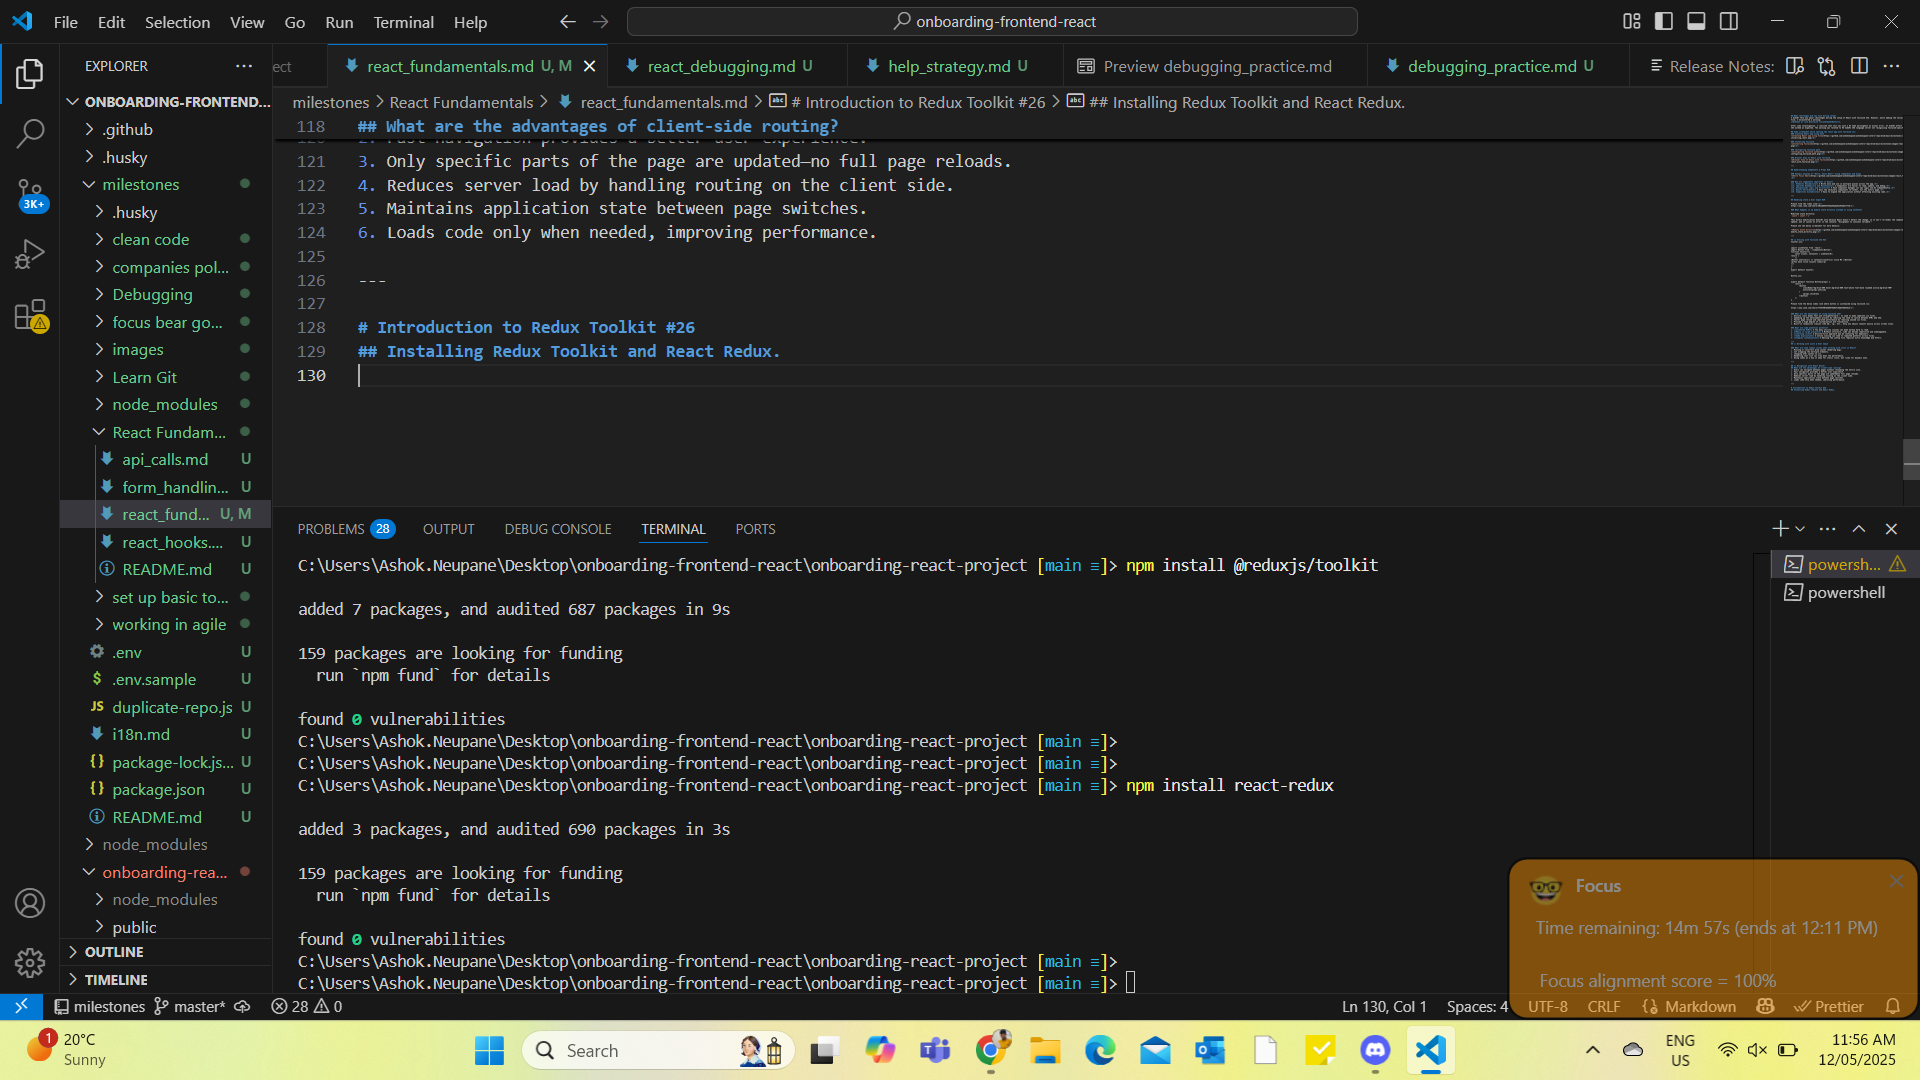 File Edit Selection View Go Run Terminal Help
onboarding-frontend-react
EXPLORER
ect
react_fundamentals.md U, M
react_debugging.md U
help_strategy.md U
Preview debugging_practice.md
debugging_practice.md U
Release Notes:
milestones > React Fundamentals > react_fundamentals.md > # Introduction to Redux Toolkit #26 > ## Installing Redux Toolkit and React Redux.
ONBOARDING-FRONTEND...
.github
.husky
milestones
.husky
clean code
companies pol...
Debugging
focus bear go...
images
Learn Git
node_modules
React Fundam...
api_calls.md U
form_handlin... U
react_fund... U, M
react_hooks.... U
README.md U
set up basic to...
working in agile
.env U
.env.sample U
duplicate-repo.js U
i18n.md U
package-lock.js... U
package.json U
README.md U
node_modules
onboarding-rea...
node_modules
public
OUTLINE
TIMELINE
3K+
118 ## What are the advantages of client-side routing?
121 3. Only specific parts of the page are updated—no full page reloads.
122 4. Reduces server load by handling routing on the client side.
123 5. Maintains application state between page switches.
124 6. Loads code only when needed, improving performance.
125
126 ---
127
128 # Introduction to Redux Toolkit #26
129 ## Installing Redux Toolkit and React Redux.
130
PROBLEMS 28 OUTPUT DEBUG CONSOLE TERMINAL PORTS
C:\Users\Ashok.Neupane\Desktop\onboarding-frontend-react\onboarding-react-project [main ≡]> npm install @reduxjs/toolkit
added 7 packages, and audited 687 packages in 9s
159 packages are looking for funding
run `npm fund` for details
found 0 vulnerabilities
C:\Users\Ashok.Neupane\Desktop\onboarding-frontend-react\onboarding-react-project [main ≡]>
C:\Users\Ashok.Neupane\Desktop\onboarding-frontend-react\onboarding-react-project [main ≡]>
C:\Users\Ashok.Neupane\Desktop\onboarding-frontend-react\onboarding-react-project [main ≡]> npm install react-redux
added 3 packages, and audited 690 packages in 3s
159 packages are looking for funding
run `npm fund` for details
found 0 vulnerabilities
C:\Users\Ashok.Neupane\Desktop\onboarding-frontend-react\onboarding-react-project [main ≡]>
C:\Users\Ashok.Neupane\Desktop\onboarding-frontend-react\onboarding-react-project [main ≡]>
powersh...
powershell
Focus
Time remaining: 14m 57s (ends at 12:11 PM)
Focus alignment score = 100%
milestones master* 28 0
Ln 130, Col 1 Spaces: 4 UTF-8 CRLF Markdown Prettier
1
20°C
Sunny
Search
ENG
US
11:56 AM
12/05/2025